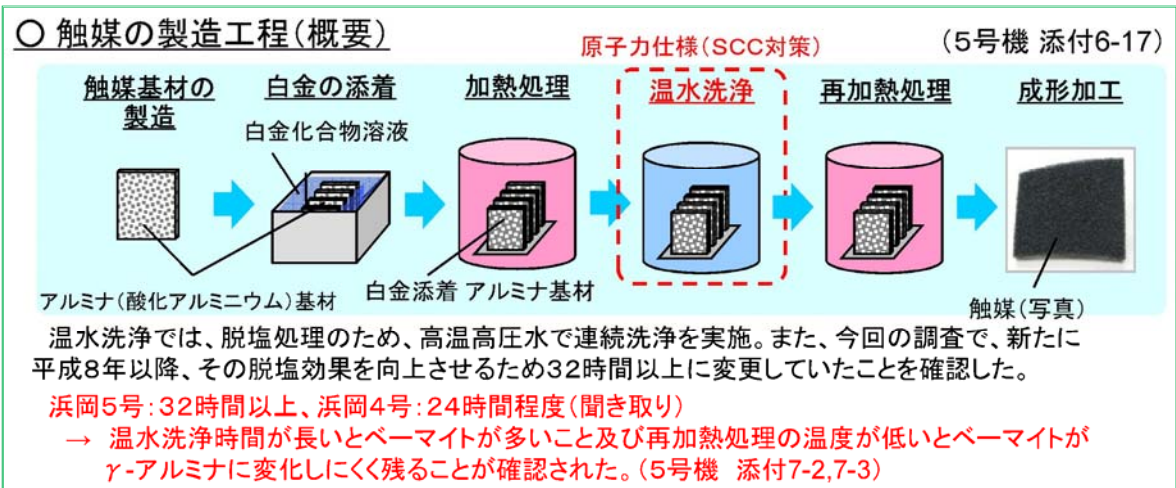 ○ 触媒の製造工程(概要)
(5号機 添付6-17)
原子力仕様(SCC対策)
触媒基材の
製造
白金の添着
加熱処理
温水洗浄
再加熱処理
成形加工
白金化合物溶液
アルミナ(酸化アルミニウム)基材
白金添着 アルミナ基材
触媒(写真)
温水洗浄では、脱塩処理のため、高温高圧水で連続洗浄を実施。また、今回の調査で、新たに
平成8年以降、その脱塩効果を向上させるため32時間以上に変更していたことを確認した。
浜岡5号:32時間以上、浜岡4号:24時間程度(聞き取り)
→ 温水洗浄時間が長いとベーマイトが多いこと及び再加熱処理の温度が低いとベーマイトが
γ-アルミナに変化しにくく残ることが確認された。(5号機 添付7-2,7-3)